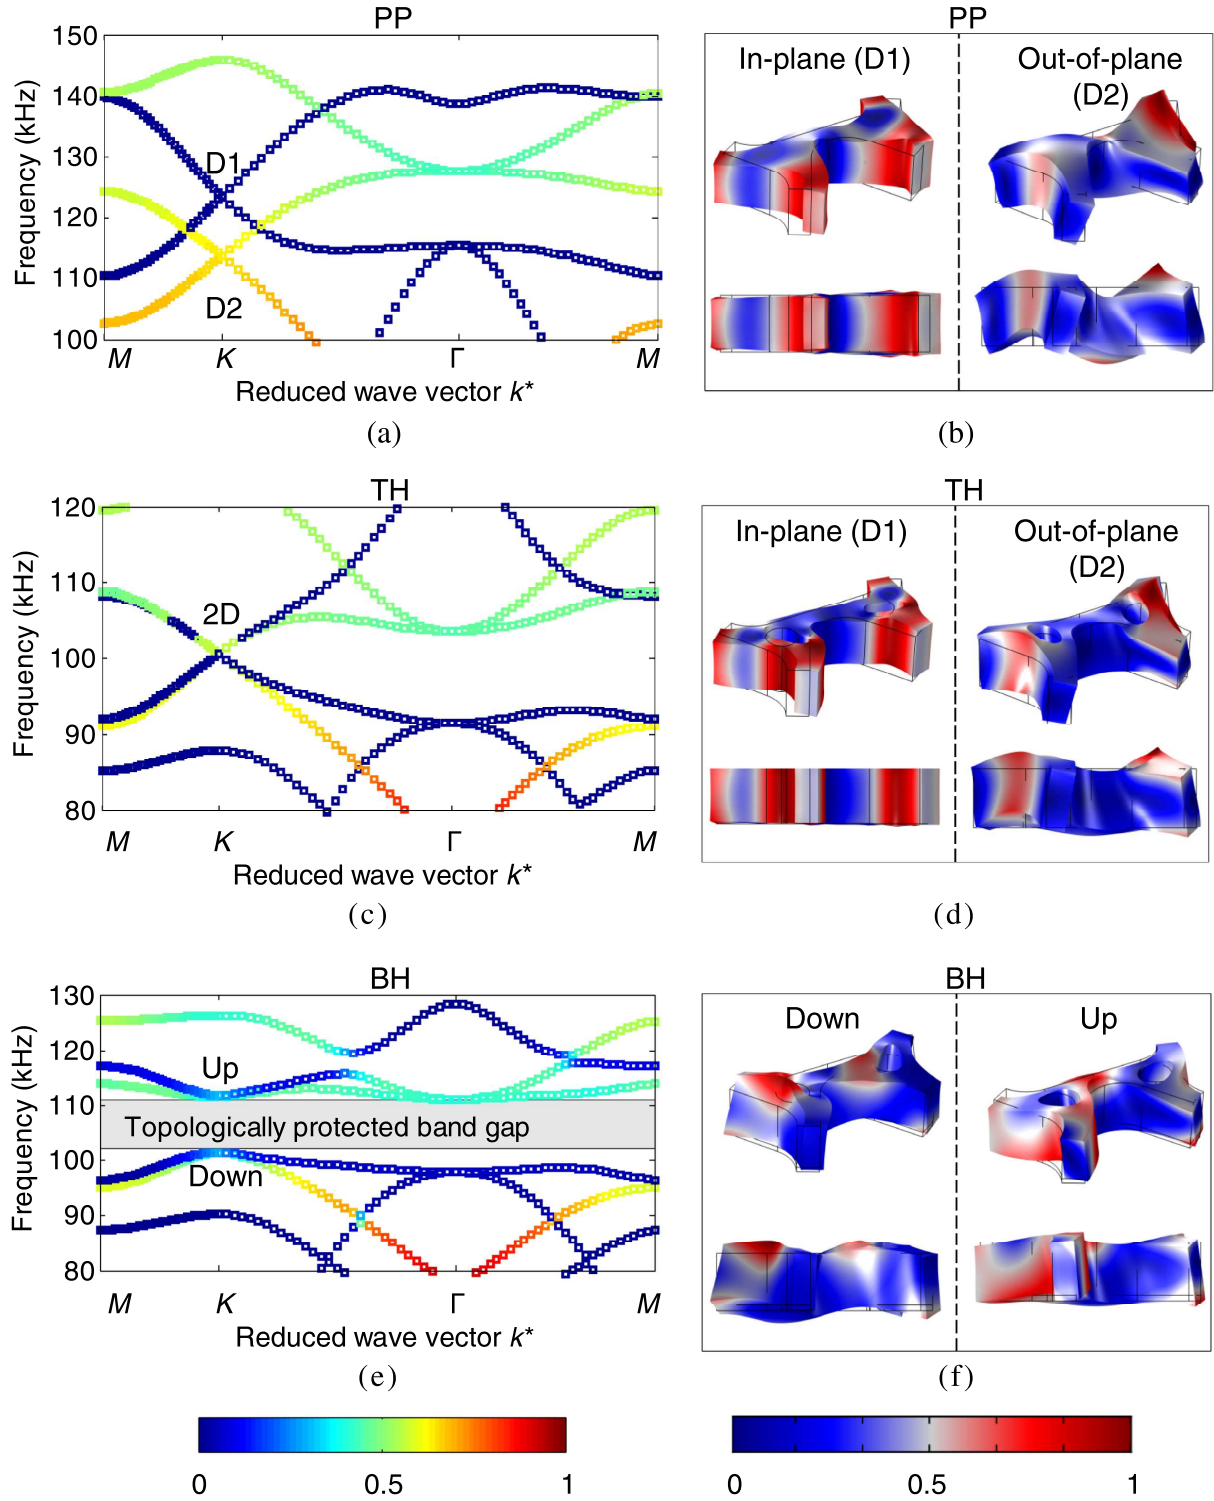 PP
150
140
130
120
110
100
Frequency (kHz)
D1
D2
M K Γ M
Reduced wave vector k*
(a)
PP
In-plane (D1)
Out-of-plane
(D2)
(b)
TH
120
110
100
90
80
Frequency (kHz)
2D
M K Γ M
Reduced wave vector k*
(c)
TH
In-plane (D1)
Out-of-plane
(D2)
(d)
BH
130
120
110
100
90
80
Frequency (kHz)
Up
Topologically protected band gap
Down
M K Γ M
Reduced wave vector k*
(e)
BH
Down
Up
(f)
0 0.5 1
0 0.5 1